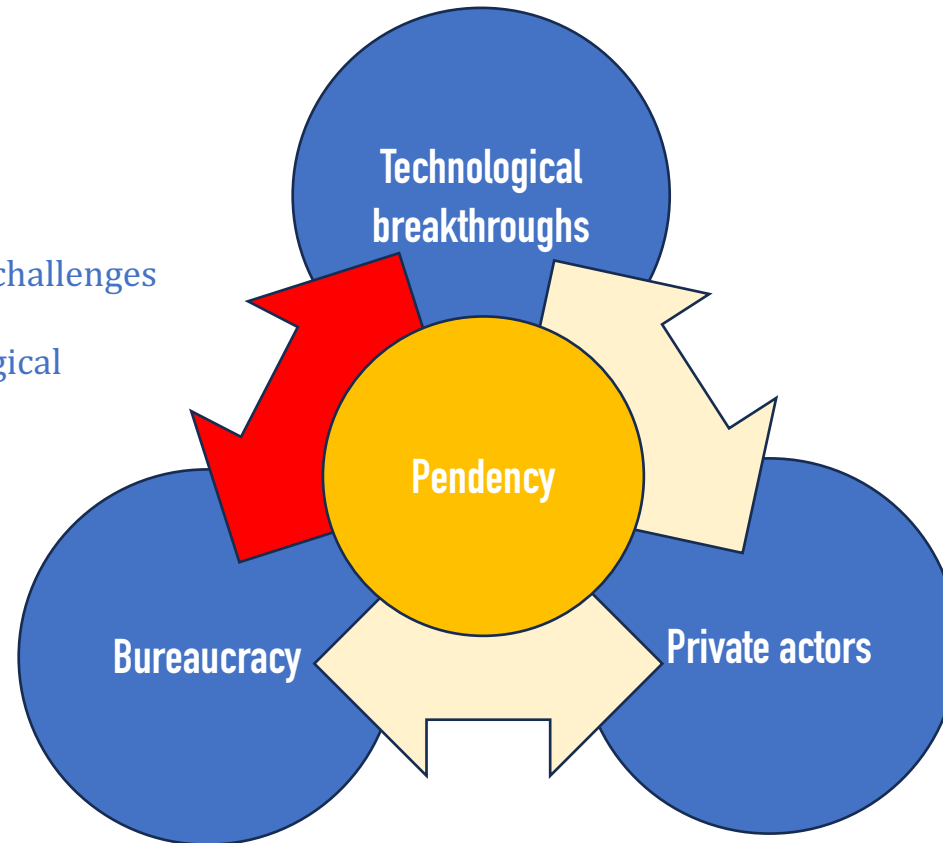 Technological
breakthroughs
challenges
gical
Pendency
Bureaucracy
Private actors